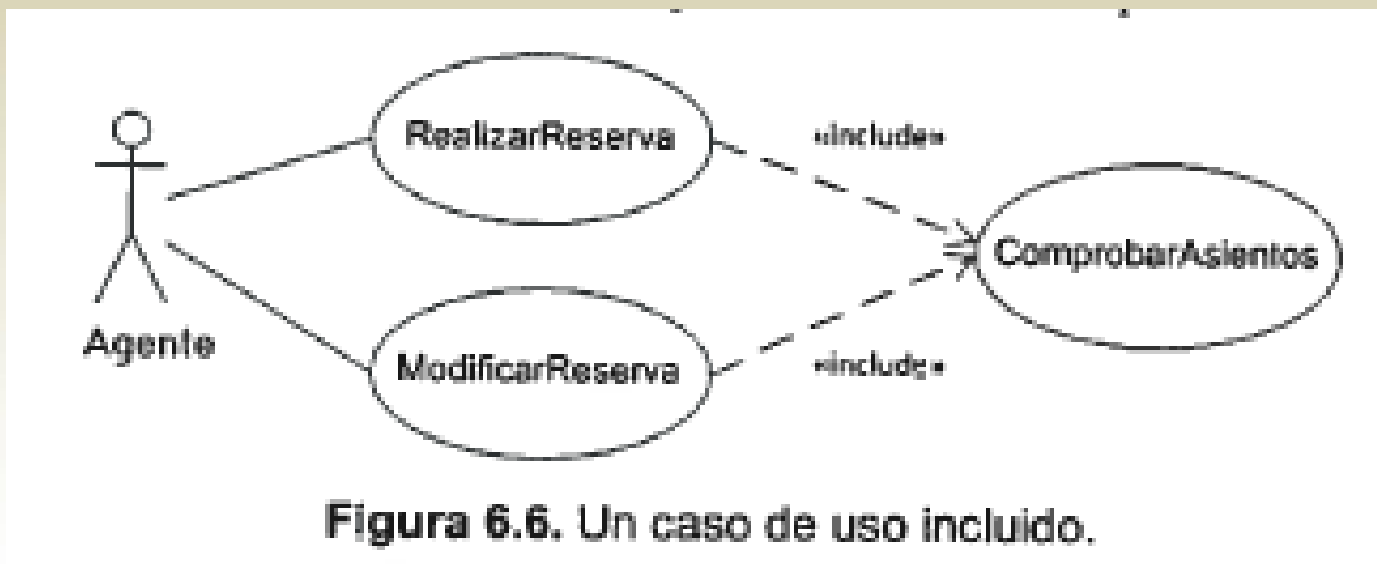 RealizarReserva
«include»
ComprobarAsientos
Agente
ModificarReserva
«include»
Figura 6.6. Un caso de uso incluido.